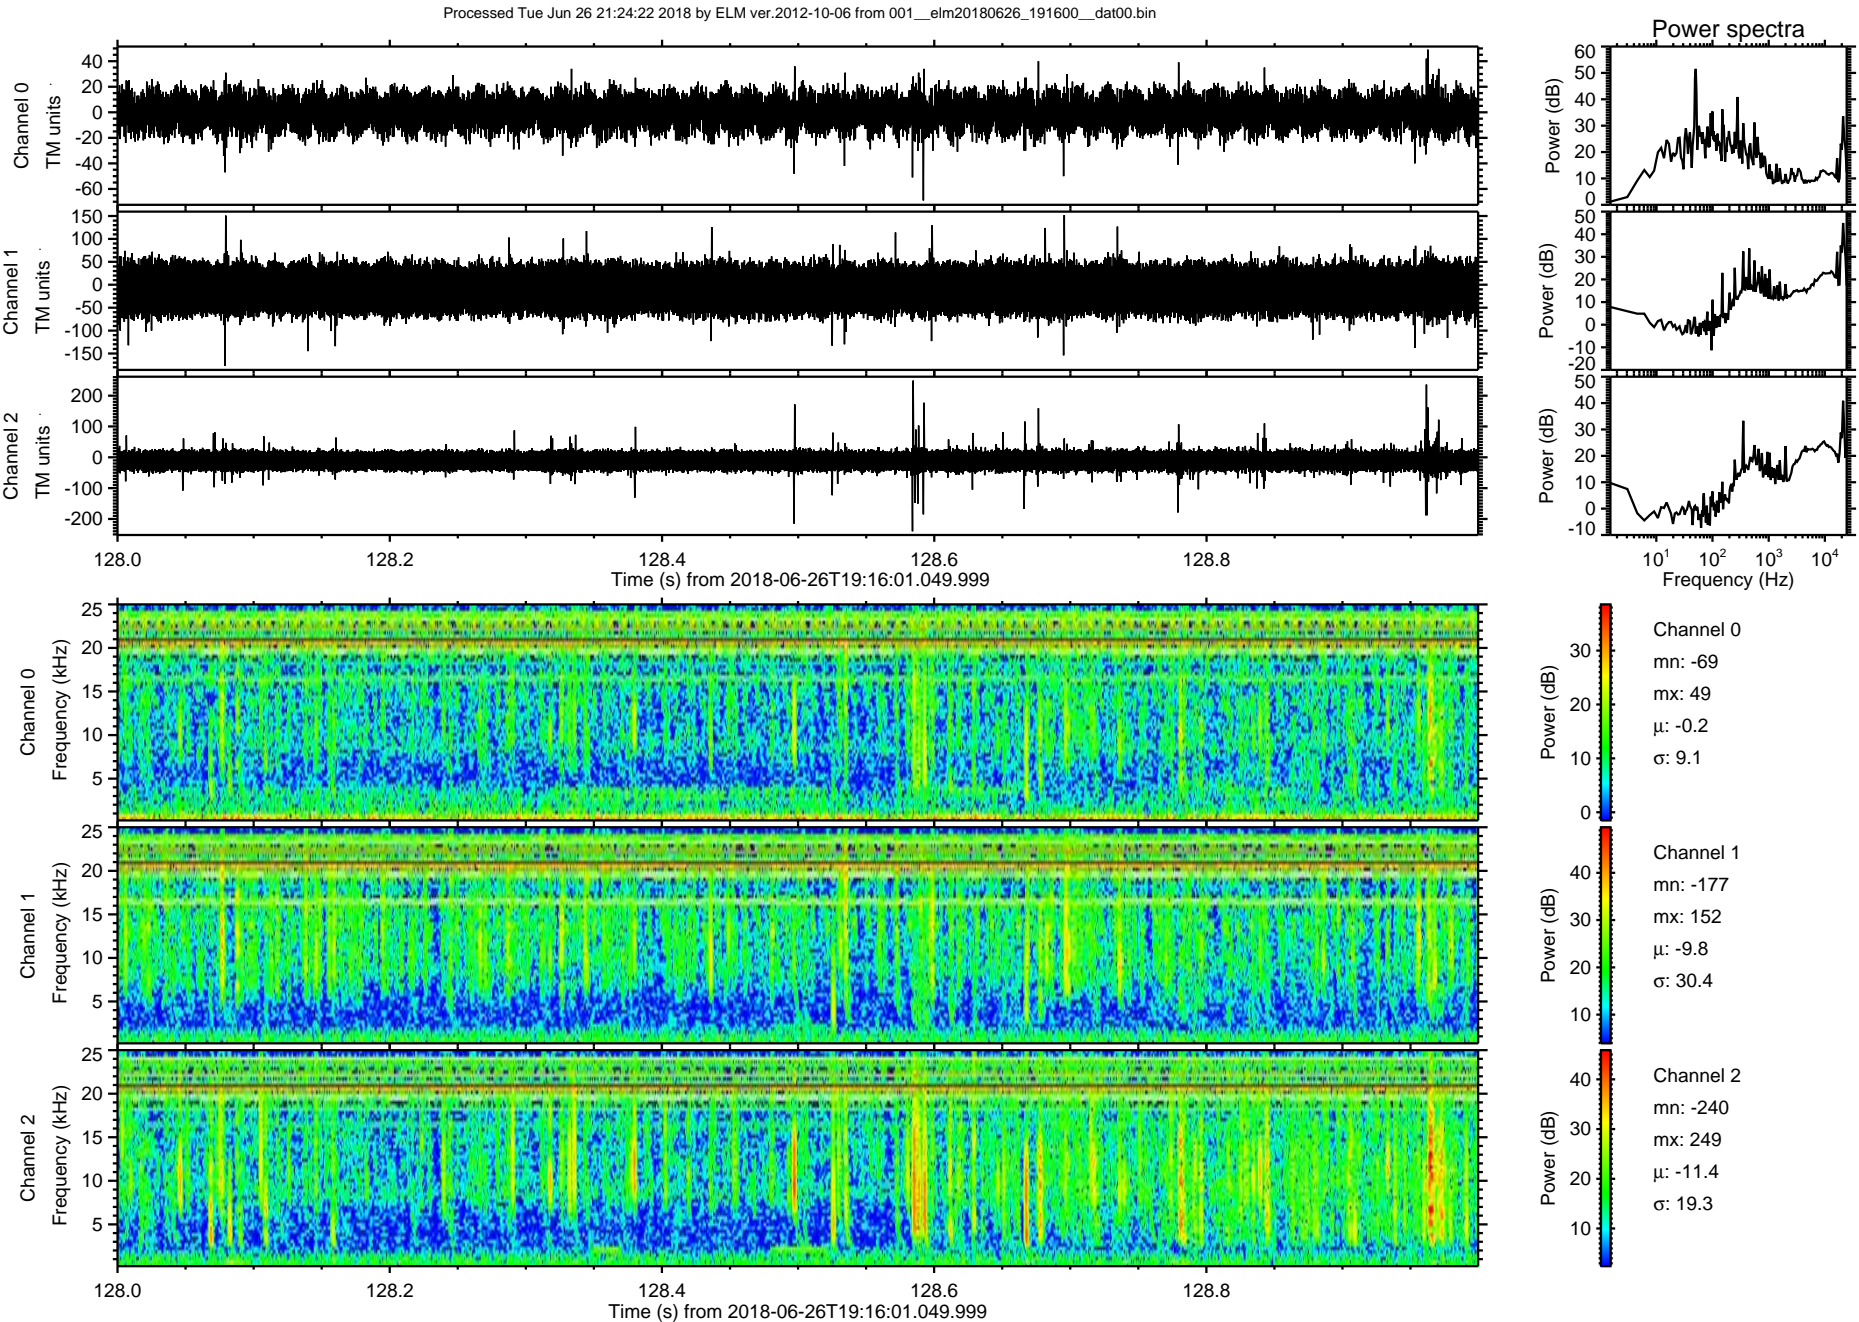 Processed Tue Jun 26 21:24:22 2018 by ELM ver.2012-10-06 from 001__elm20180626_191600__dat00.bin
Power spectra
Channel 0
TM units
40
20
0
-20
-40
-60
Power (dB)
60
50
40
30
20
10
0
Channel 1
TM units
150
100
50
0
-50
-100
-150
Power (dB)
50
40
30
20
10
0
-10
-20
Channel 2
TM units
200
100
0
-100
-200
Power (dB)
50
40
30
20
10
0
-10
128.0 128.2 128.4 128.6 128.8
Time (s) from 2018-06-26T19:16:01.049.999
10¹ 10² 10³ 10⁴
Frequency (Hz)
Channel 0
Frequency (kHz)
25
20
15
10
5
Power (dB)
30
20
10
0
Channel 0
mn: -69
mx: 49
μ: -0.2
σ: 9.1
Channel 1
Frequency (kHz)
25
20
15
10
5
Power (dB)
40
30
20
10
Channel 1
mn: -177
mx: 152
μ: -9.8
σ: 30.4
Channel 2
Frequency (kHz)
25
20
15
10
5
Power (dB)
40
30
20
10
Channel 2
mn: -240
mx: 249
μ: -11.4
σ: 19.3
128.0 128.2 128.4 128.6 128.8
Time (s) from 2018-06-26T19:16:01.049.999